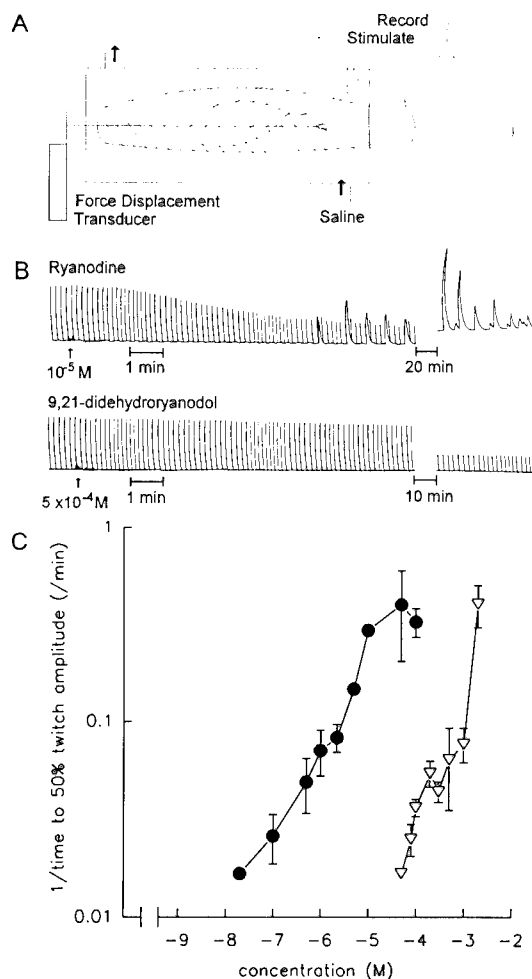 A
Record
Stimulate
↑
↑
Force Displacement
Transducer
Saline
B
Ryanodine
↑
10⁻⁵ M
1 min
20 min
9,21-didehydroryanodol
↑
5 x10⁻⁴ M
1 min
10 min
C
1/time to 50% twitch amplitude (/min)
1
0.1
0.01
-9 -8 -7 -6 -5 -4 -3 -2
concentration (M)